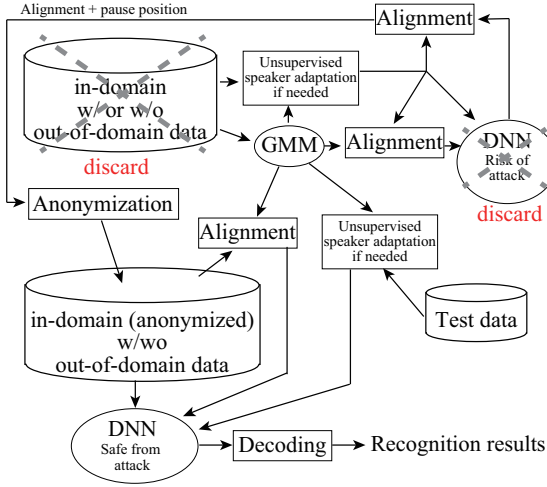 Alignment + pause position
Alignment
in-domain
w/ or w/o
out-of-domain data
discard
Unsupervised
speaker adaptation
if needed
GMM
Alignment
DNN
Risk of
attack
discard
Anonymization
Alignment
Unsupervised
speaker adaptation
if needed
in-domain (anonymized)
w/wo
out-of-domain data
Test data
DNN
Safe from
attack
Decoding
Recognition results